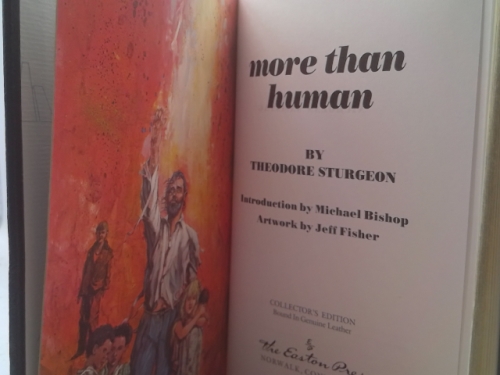 more than
human
BY
THEODORE STURGEON
Introduction by Michael Bishop
Artwork by Jeff Fisher
COLLECTOR'S EDITION
Bound in Genuine Leather
The Easton Press
NORWALK,